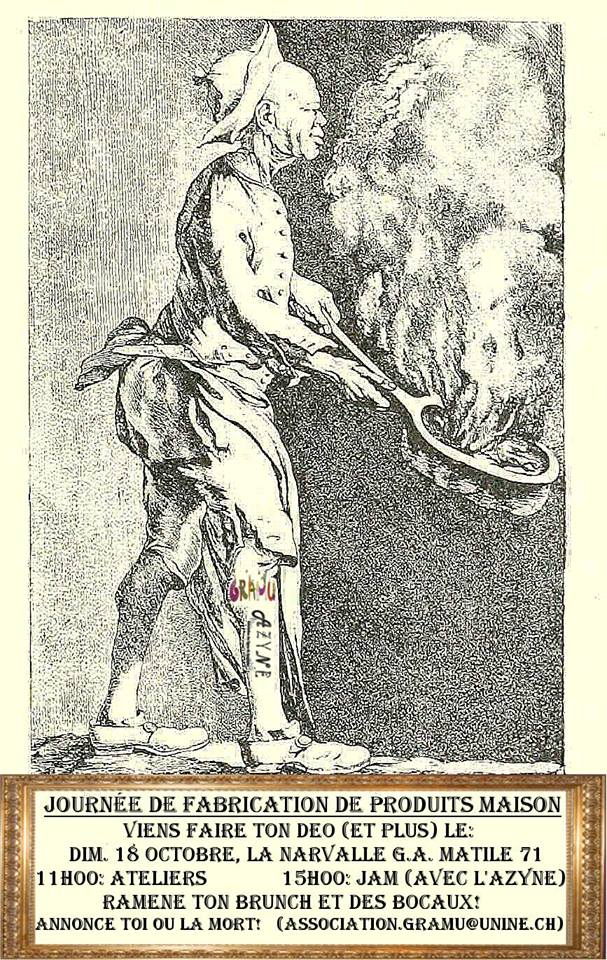 GRAMU
AZYNE
JOURNÉE DE FABRICATION DE PRODUITS MAISON
VIENS FAIRE TON DEO (ET PLUS) LE:
DIM. 18 OCTOBRE, LA NARVALLE G.A. MATILE 71
11H00: ATELIERS 15H00: JAM (AVEC L'AZYNE)
RAMENE TON BRUNCH ET DES BOCAUX!
ANNONCE TOI OU LA MORT! (ASSOCIATION.GRAMU@UNINE.CH)